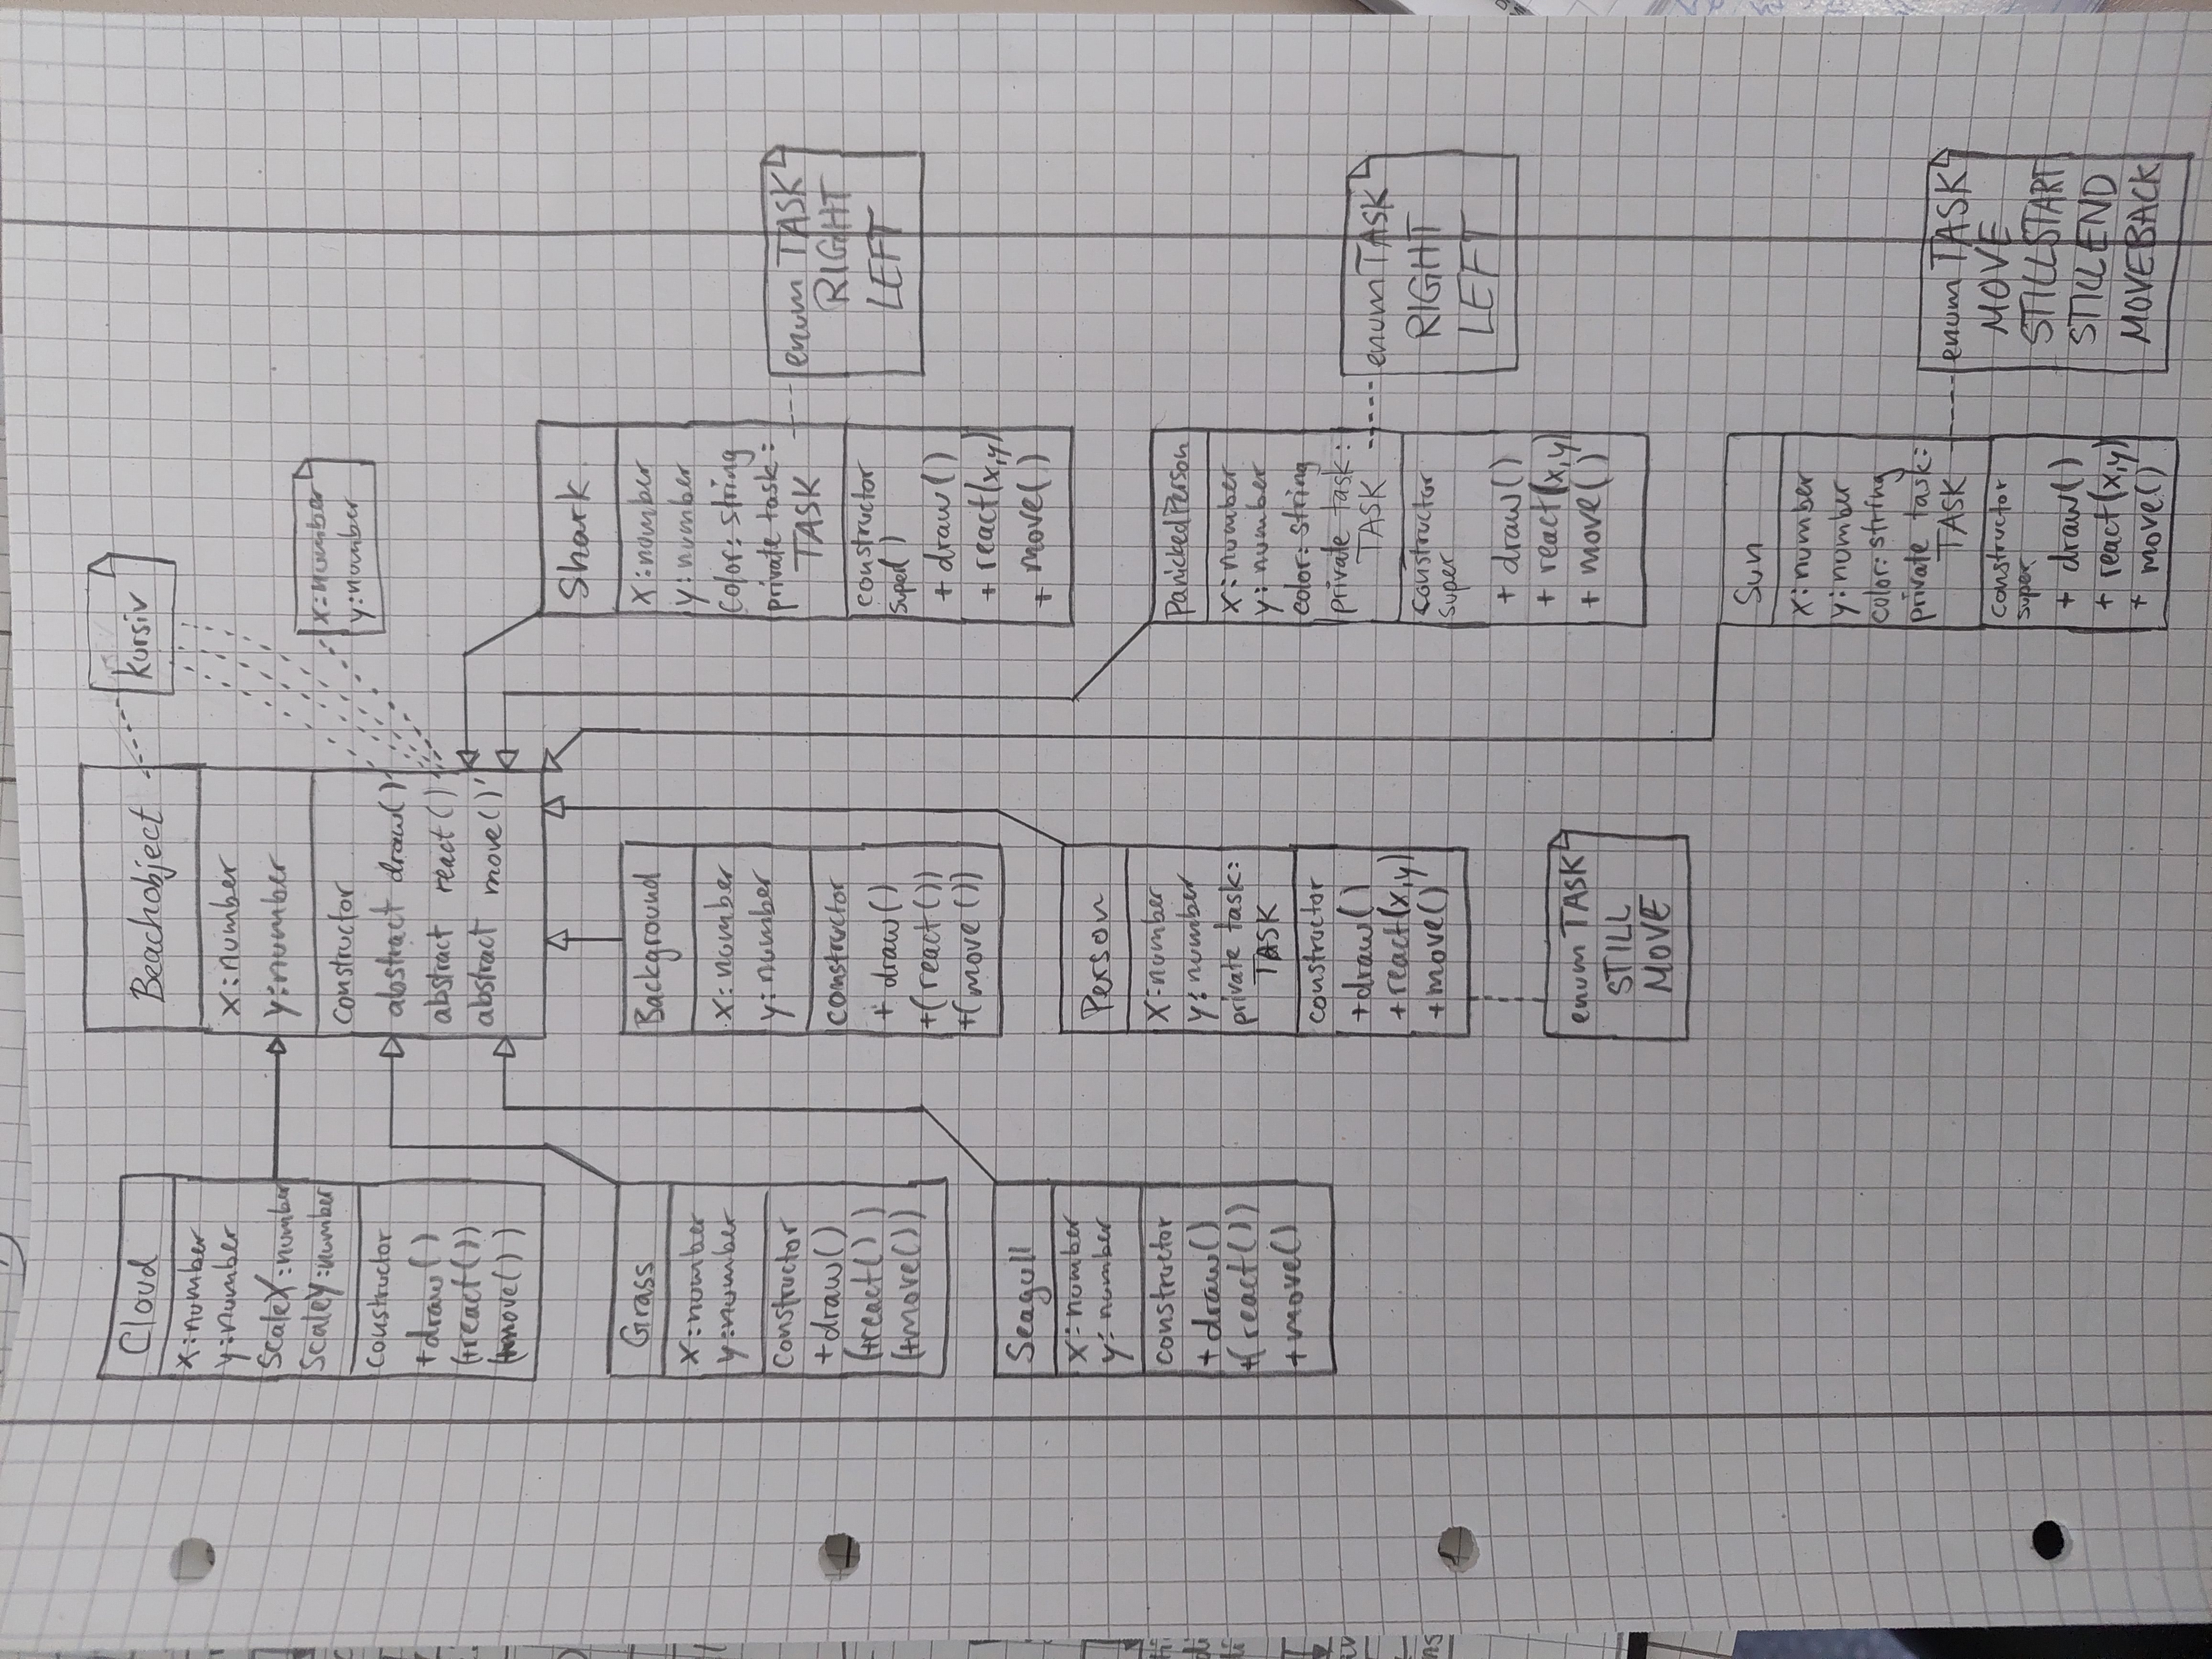 Cloud
x:number
y:number
ScaleX:number
ScaleY:number
constructor
+draw()
(+react())
(+move())
Beachobject
x:number
y:number
constructor
abstract draw()
abstract react()
abstract move()
kursiv
x:number
y:number
Grass
x:number
y:number
constructor
+draw()
(+react())
(+move())
Background
x:number
y:number
constructor
+ draw()
+(react())
+(move())
Shark
x:number
y:number
color: string
private task:
TASK
constructor
super()
+ draw()
+ react(x,y)
+ move()
enum TASK
RIGHT
LEFT
Seagull
x:number
y:number
constructor
+draw()
+(react())
+move()
Person
x:number
y:number
private task:
TASK
constructor
+draw()
+react(x,y)
+move()
enum TASK
STILL
MOVE
PanickedPerson
x:number
y:number
color: string
private task:
TASK
constructor
super
+ draw()
+ react(x,y)
+ move()
enum TASK
RIGHT
LEFT
Sun
x:number
y:number
color: string
private task:
TASK
constructor
super
+ draw()
+ react(x,y)
+ move()
enum TASK
MOVE
STILLSTART
STILLEND
MOVEBACK